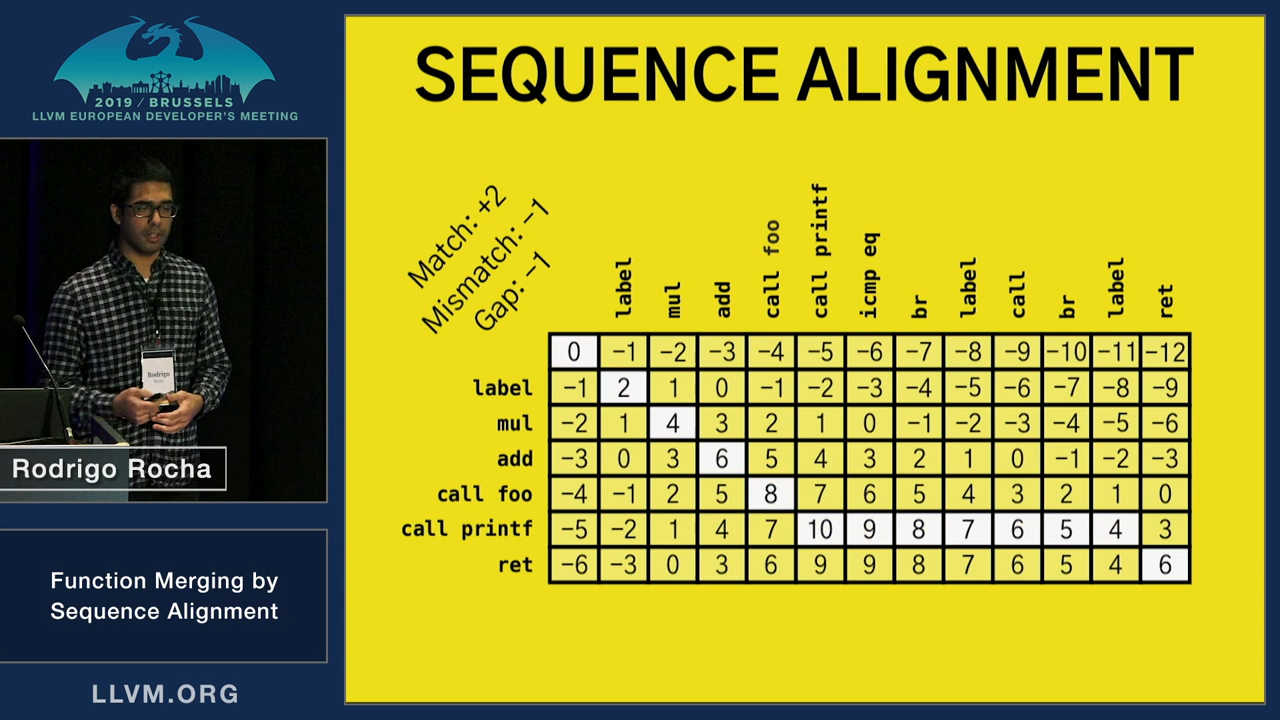 2019 / BRUSSELS
LLVM EUROPEAN DEVELOPER'S MEETING
Rodrigo
Rodrigo Rocha
Function Merging by
Sequence Alignment
LLVM.ORG
SEQUENCE ALIGNMENT
Match: +2
Mismatch: −1
Gap: −1
label mul add call foo call printf icmp eq br label call br label ret
0 −1 −2 −3 −4 −5 −6 −7 −8 −9 −10 −11 −12
label −1 2 1 0 −1 −2 −3 −4 −5 −6 −7 −8 −9
mul −2 1 4 3 2 1 0 −1 −2 −3 −4 −5 −6
add −3 0 3 6 5 4 3 2 1 0 −1 −2 −3
call foo −4 −1 2 5 8 7 6 5 4 3 2 1 0
call printf −5 −2 1 4 7 10 9 8 7 6 5 4 3
ret −6 −3 0 3 6 9 9 8 7 6 5 4 6